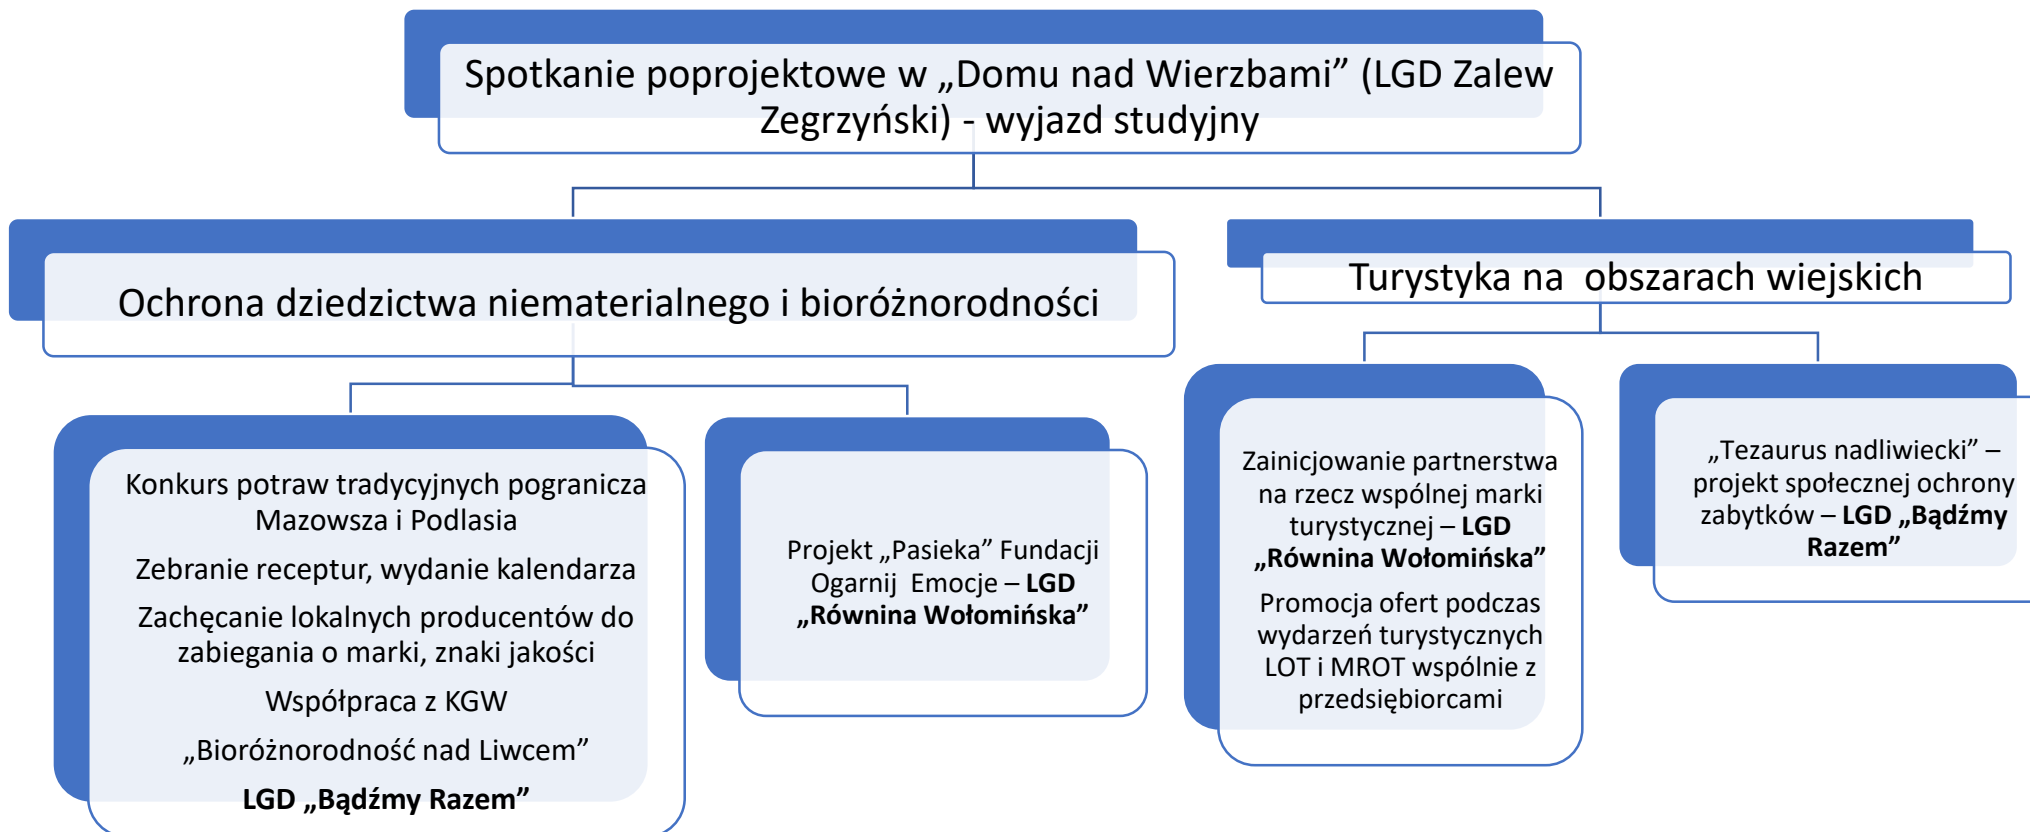 Spotkanie poprojektowe w „Domu nad Wierzbami” (LGD Zalew
Zegrzyński) - wyjazd studyjny
Ochrona dziedzictwa niematerialnego i bioróżnorodności
Turystyka na obszarach wiejskich
Konkurs potraw tradycyjnych pogranicza
Mazowsza i Podlasia
Zebranie receptur, wydanie kalendarza
Zachęcanie lokalnych producentów do
zabiegania o marki, znaki jakości
Współpraca z KGW
„Bioróżnorodność nad Liwcem”
LGD „Bądźmy Razem”
Projekt „Pasieka” Fundacji
Ogarnij Emocje – LGD
„Równina Wołomińska”
Zainicjowanie partnerstwa
na rzecz wspólnej marki
turystycznej – LGD
„Równina Wołomińska”
Promocja ofert podczas
wydarzeń turystycznych
LOT i MROT wspólnie z
przedsiębiorcami
„Tezaurus nadliwiecki” –
projekt społecznej ochrony
zabytków – LGD „Bądźmy
Razem”